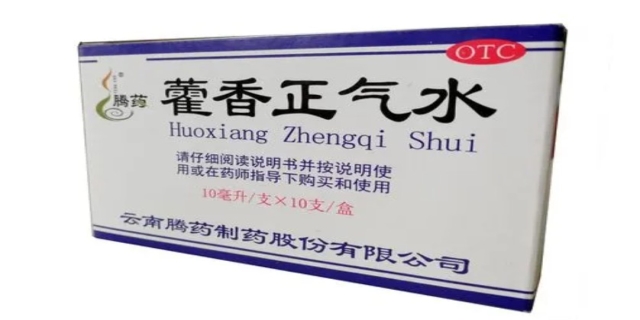 OTC
腾药
藿香正气水
Huoxiang Zhengqi Shui
请仔细阅读说明书并按说明使
用或在药师指导下购买和使用
10毫升/支×10支/盒
云南腾药制药股份有限公司